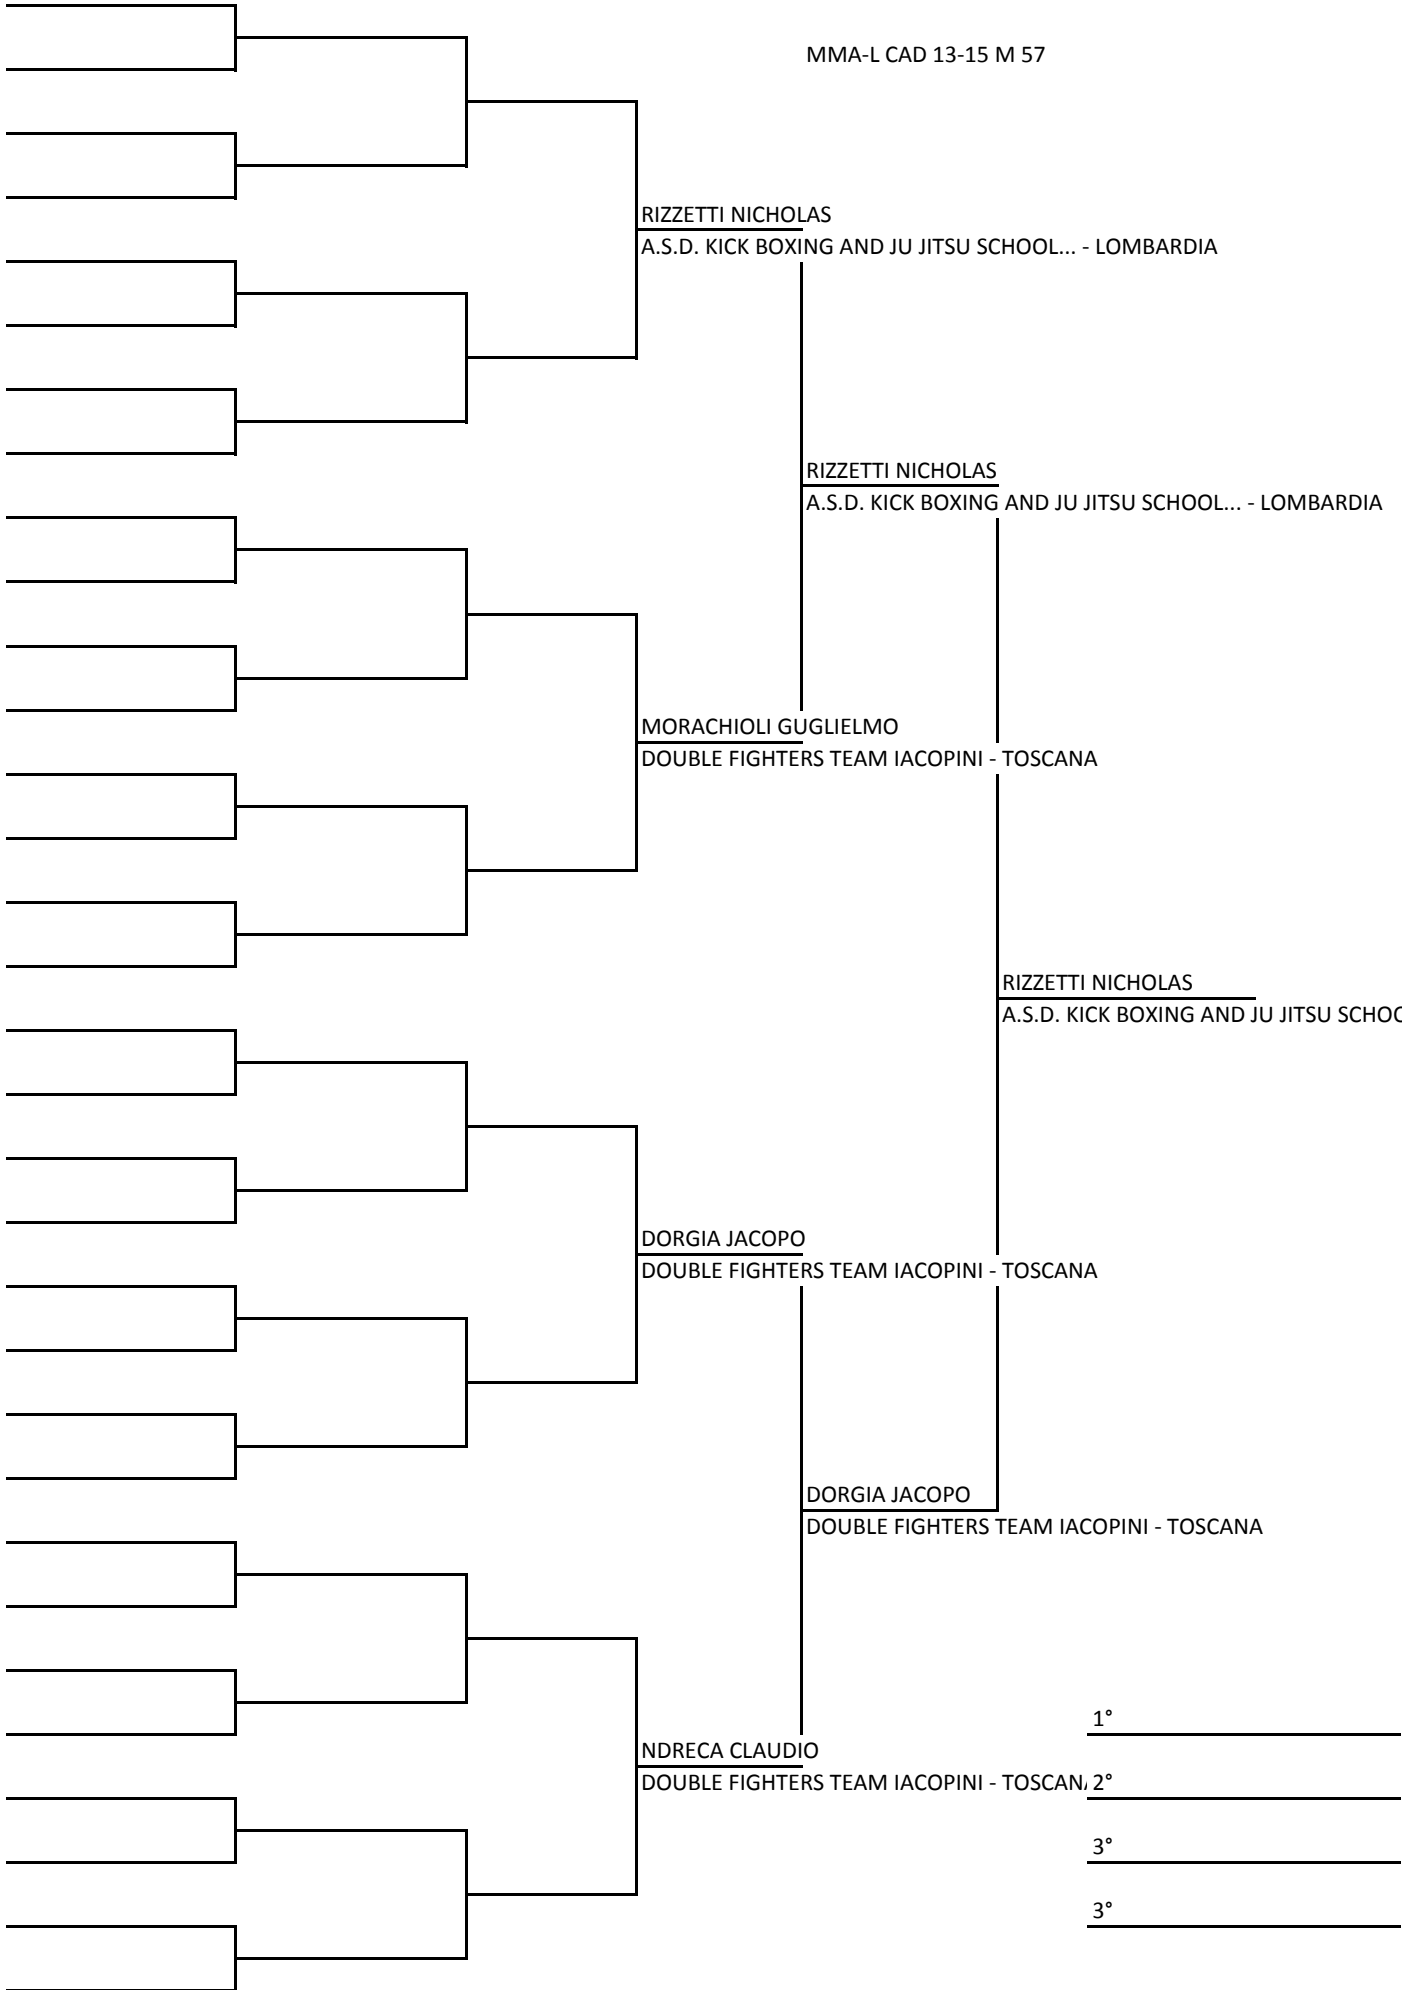 MMA-L CAD 13-15 M 57
RIZZETTI NICHOLAS
A.S.D. KICK BOXING AND JU JITSU SCHOOL... - LOMBARDIA
RIZZETTI NICHOLAS
A.S.D. KICK BOXING AND JU JITSU SCHOOL... - LOMBARDIA
MORACHIOLI GUGLIELMO
DOUBLE FIGHTERS TEAM IACOPINI - TOSCANA
RIZZETTI NICHOLAS
A.S.D. KICK BOXING AND JU JITSU SCHOO
DORGIA JACOPO
DOUBLE FIGHTERS TEAM IACOPINI - TOSCANA
DORGIA JACOPO
DOUBLE FIGHTERS TEAM IACOPINI - TOSCANA
1°
NDRECA CLAUDIO
DOUBLE FIGHTERS TEAM IACOPINI - TOSCANA
2°
3°
3°